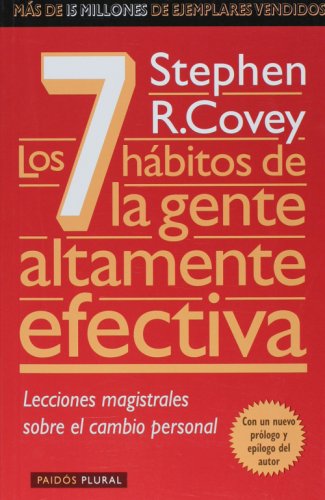 MÁS DE 15 MILLONES DE EJEMPLARES VENDIDOS
Stephen
R.Covey
Los 7 hábitos de
la gente
altamente
efectiva
Lecciones magistrales
sobre el cambio personal
Con un nuevo
prólogo y
epílogo del
autor
PAIDÓS PLURAL